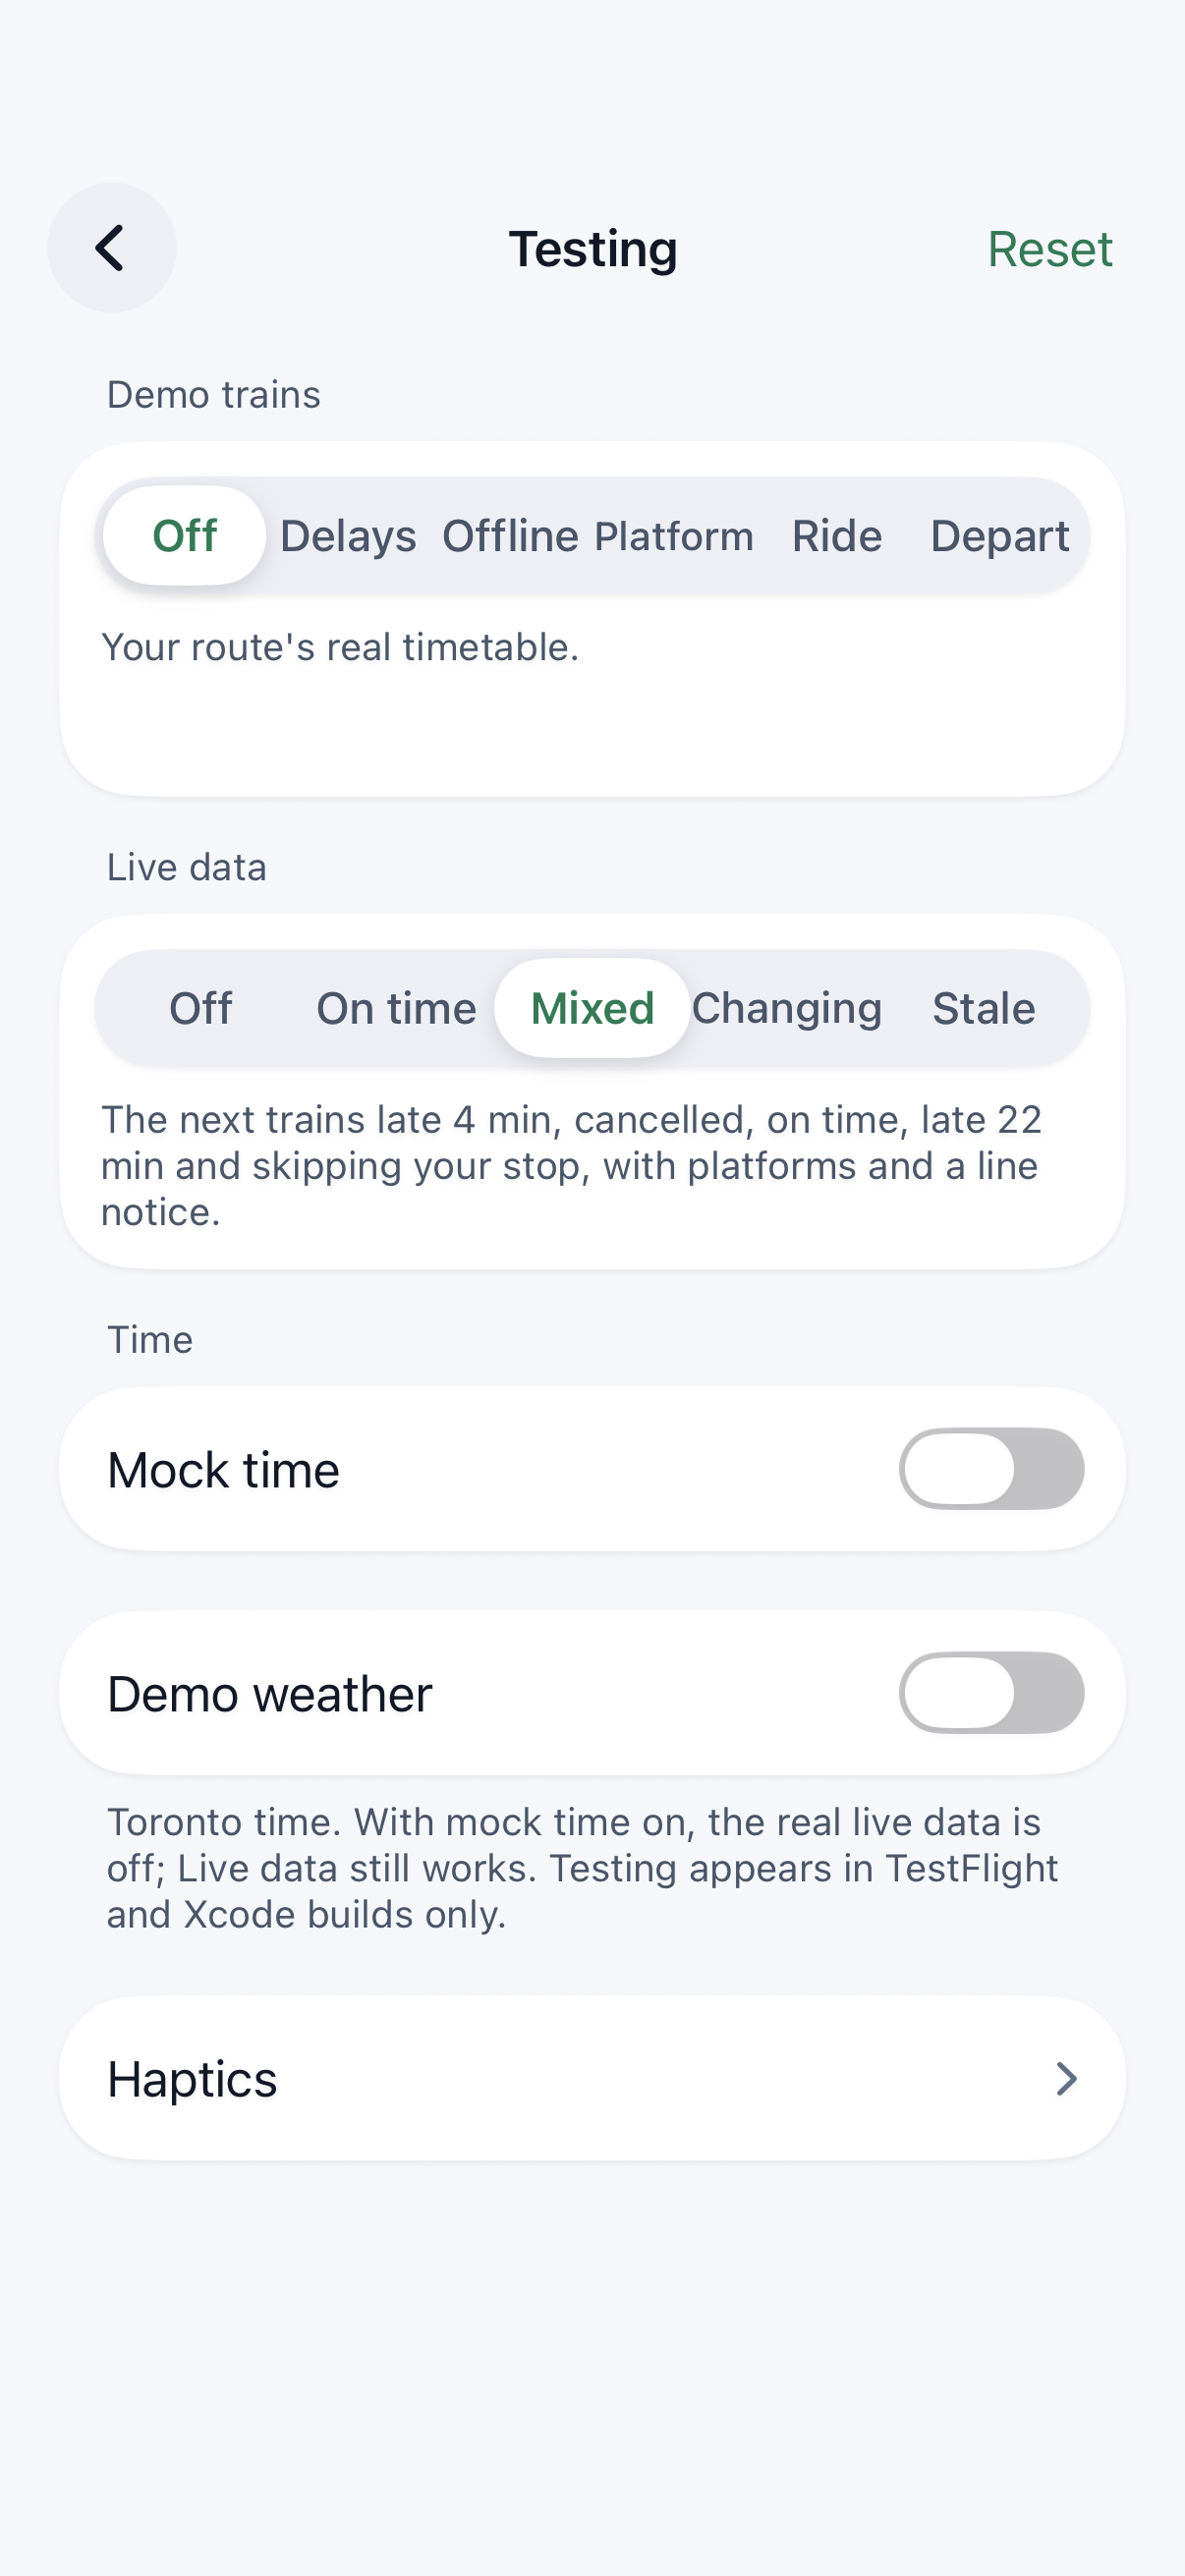 Testing
Reset
Demo trains
Off Delays Offline Platform Ride Depart
Your route's real timetable.
Live data
Off On time Mixed Changing Stale
The next trains late 4 min, cancelled, on time, late 22
min and skipping your stop, with platforms and a line
notice.
Time
Mock time
Demo weather
Toronto time. With mock time on, the real live data is
off; Live data still works. Testing appears in TestFlight
and Xcode builds only.
Haptics